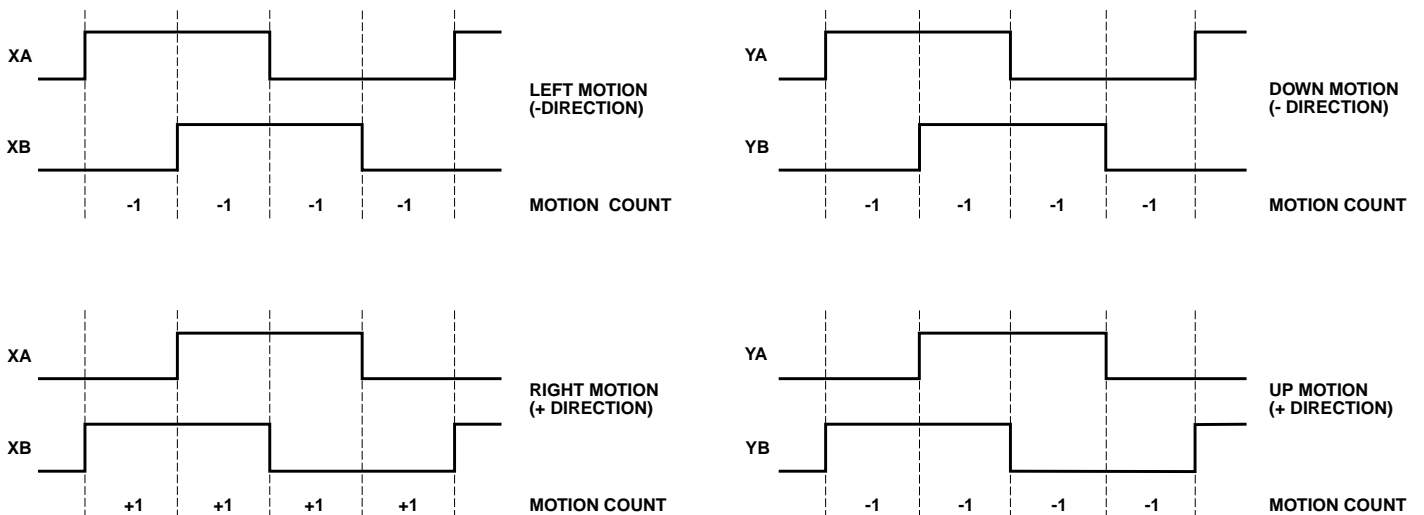 XA
LEFT MOTION
(-DIRECTION)
XB
-1 -1 -1 -1 MOTION COUNT
YA
DOWN MOTION
(- DIRECTION)
YB
-1 -1 -1 -1 MOTION COUNT
XA
RIGHT MOTION
(+ DIRECTION)
XB
+1 +1 +1 +1 MOTION COUNT
YA
UP MOTION
(+ DIRECTION)
YB
-1 -1 -1 -1 MOTION COUNT